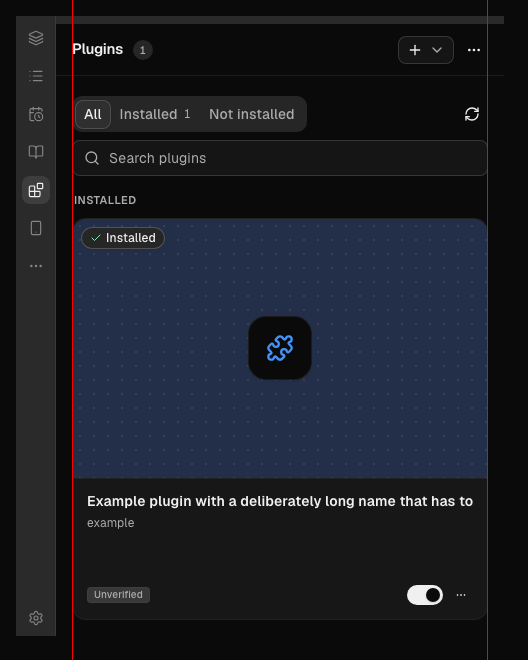 Plugins 1
All Installed 1 Not installed
Search plugins
INSTALLED
Installed
Example plugin with a deliberately long name that has to
example
Unverified